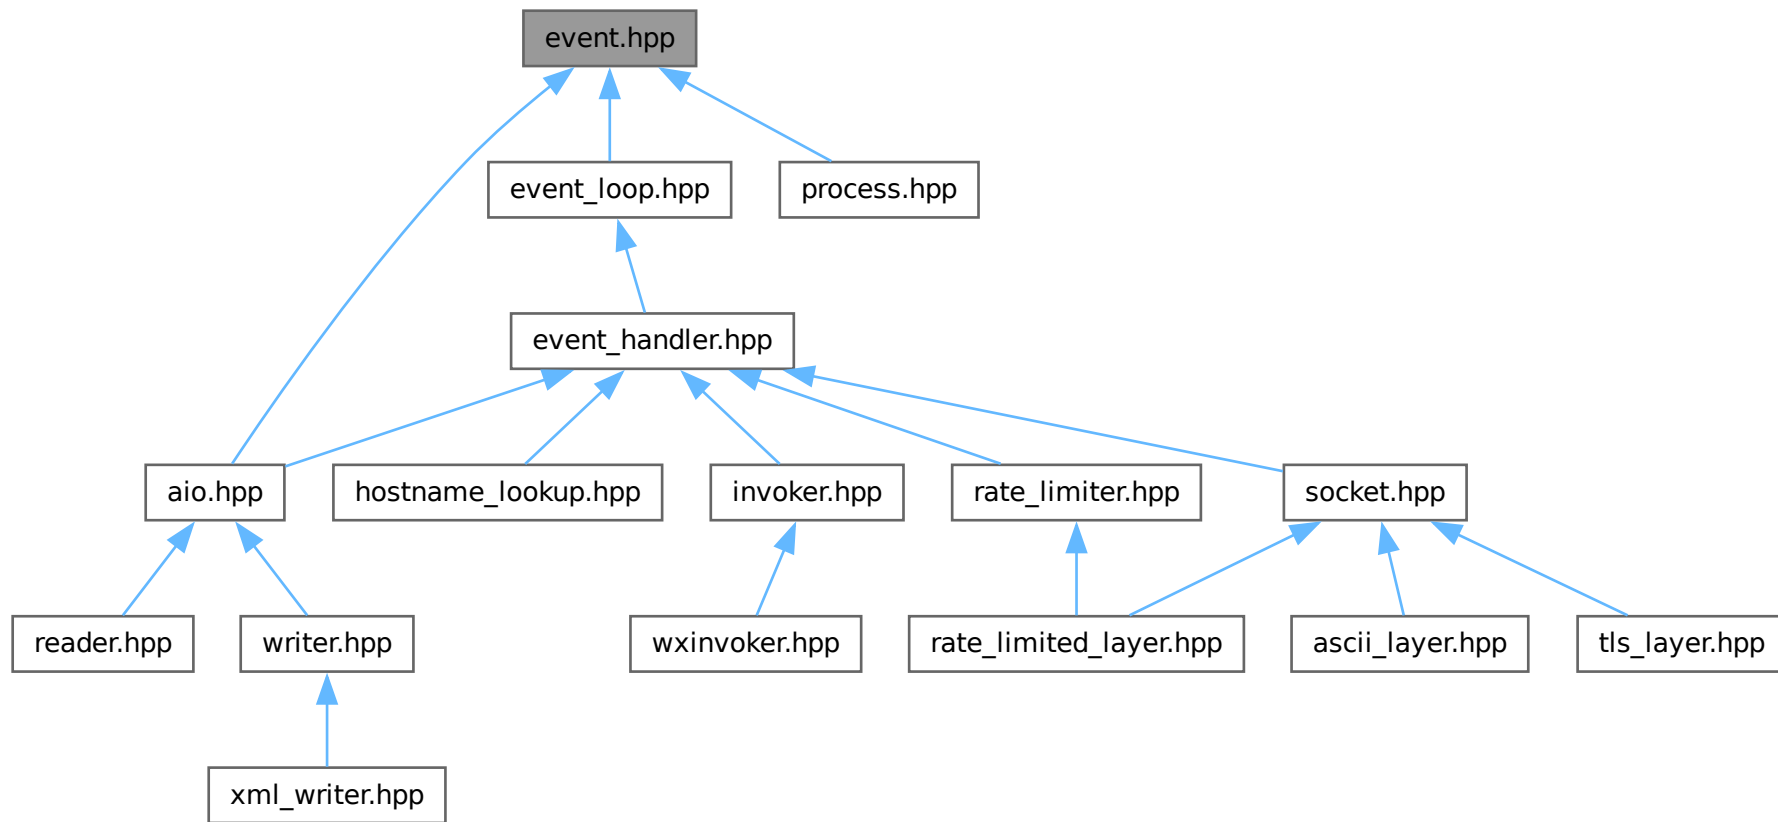 event.hpp
event_loop.hpp
process.hpp
event_handler.hpp
aio.hpp
hostname_lookup.hpp
invoker.hpp
rate_limiter.hpp
socket.hpp
reader.hpp
writer.hpp
wxinvoker.hpp
rate_limited_layer.hpp
ascii_layer.hpp
tls_layer.hpp
xml_writer.hpp